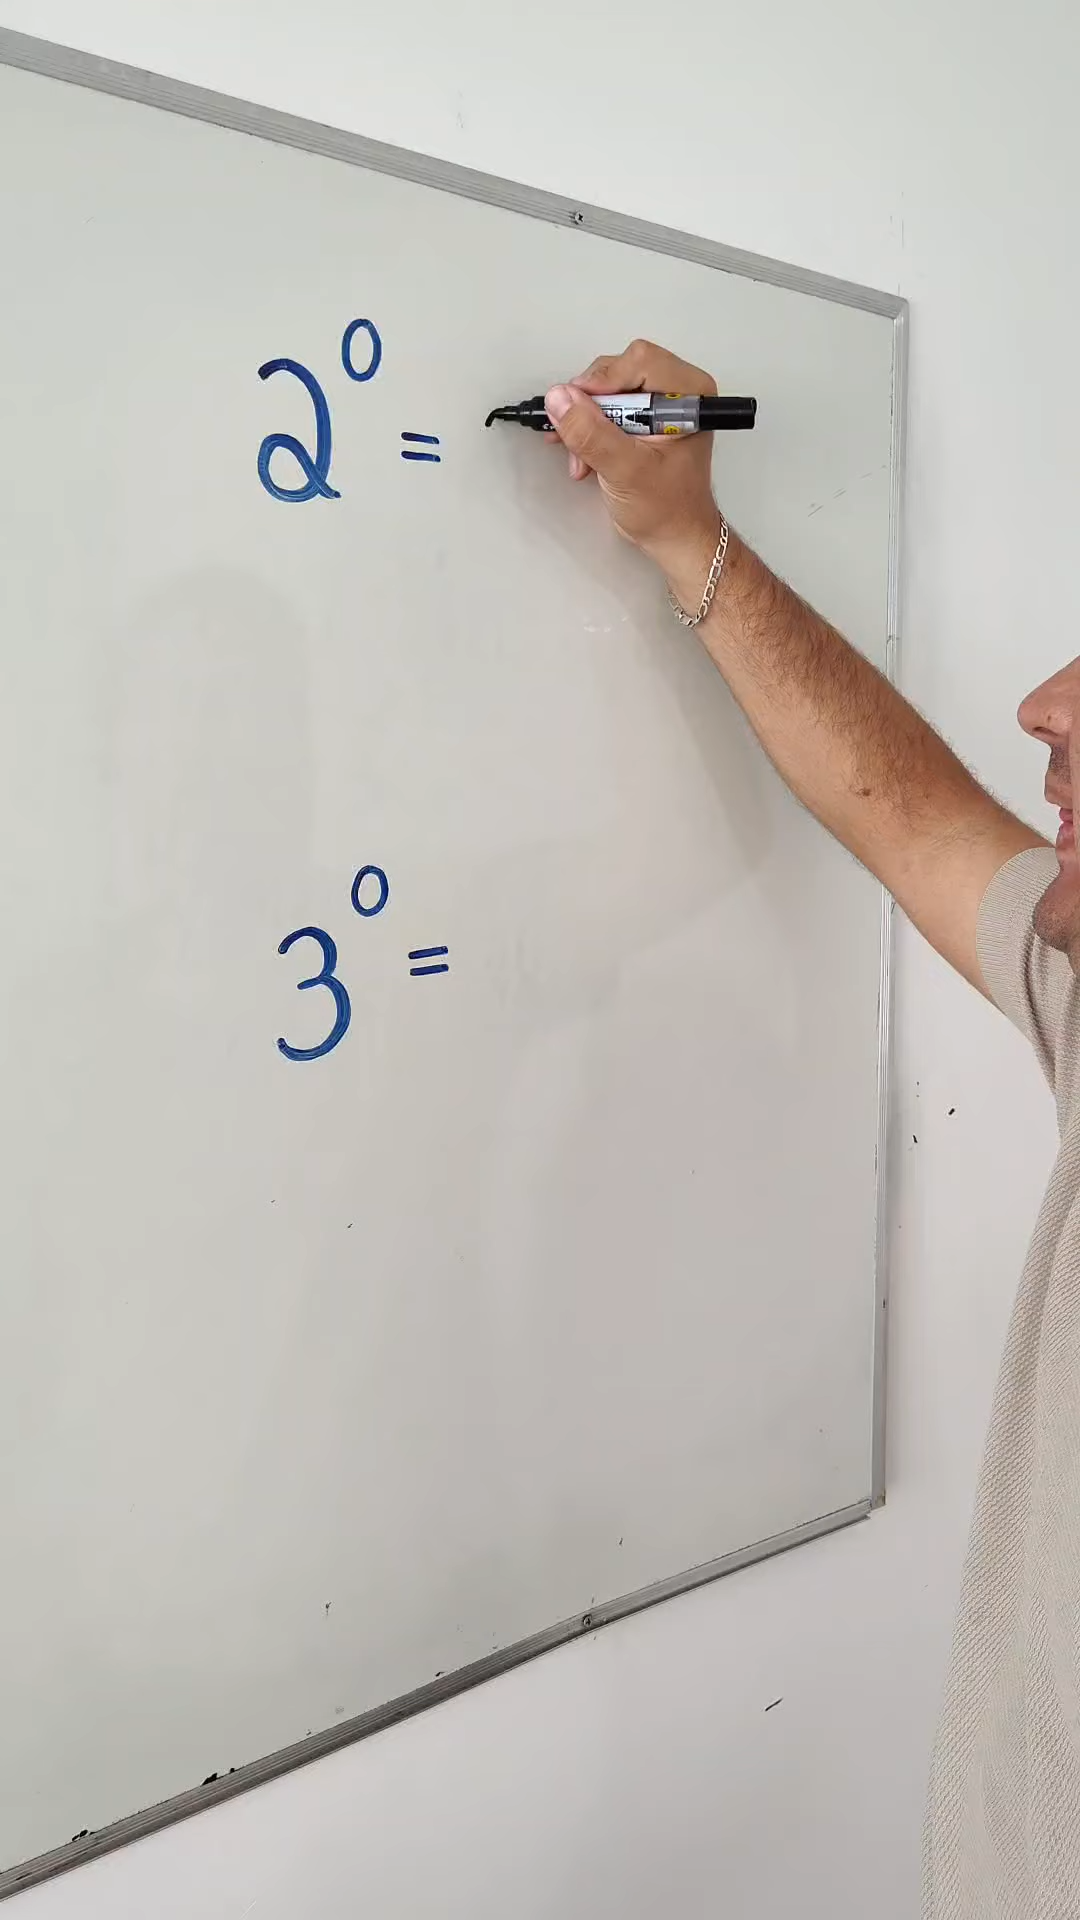 2⁰ =
3⁰ =